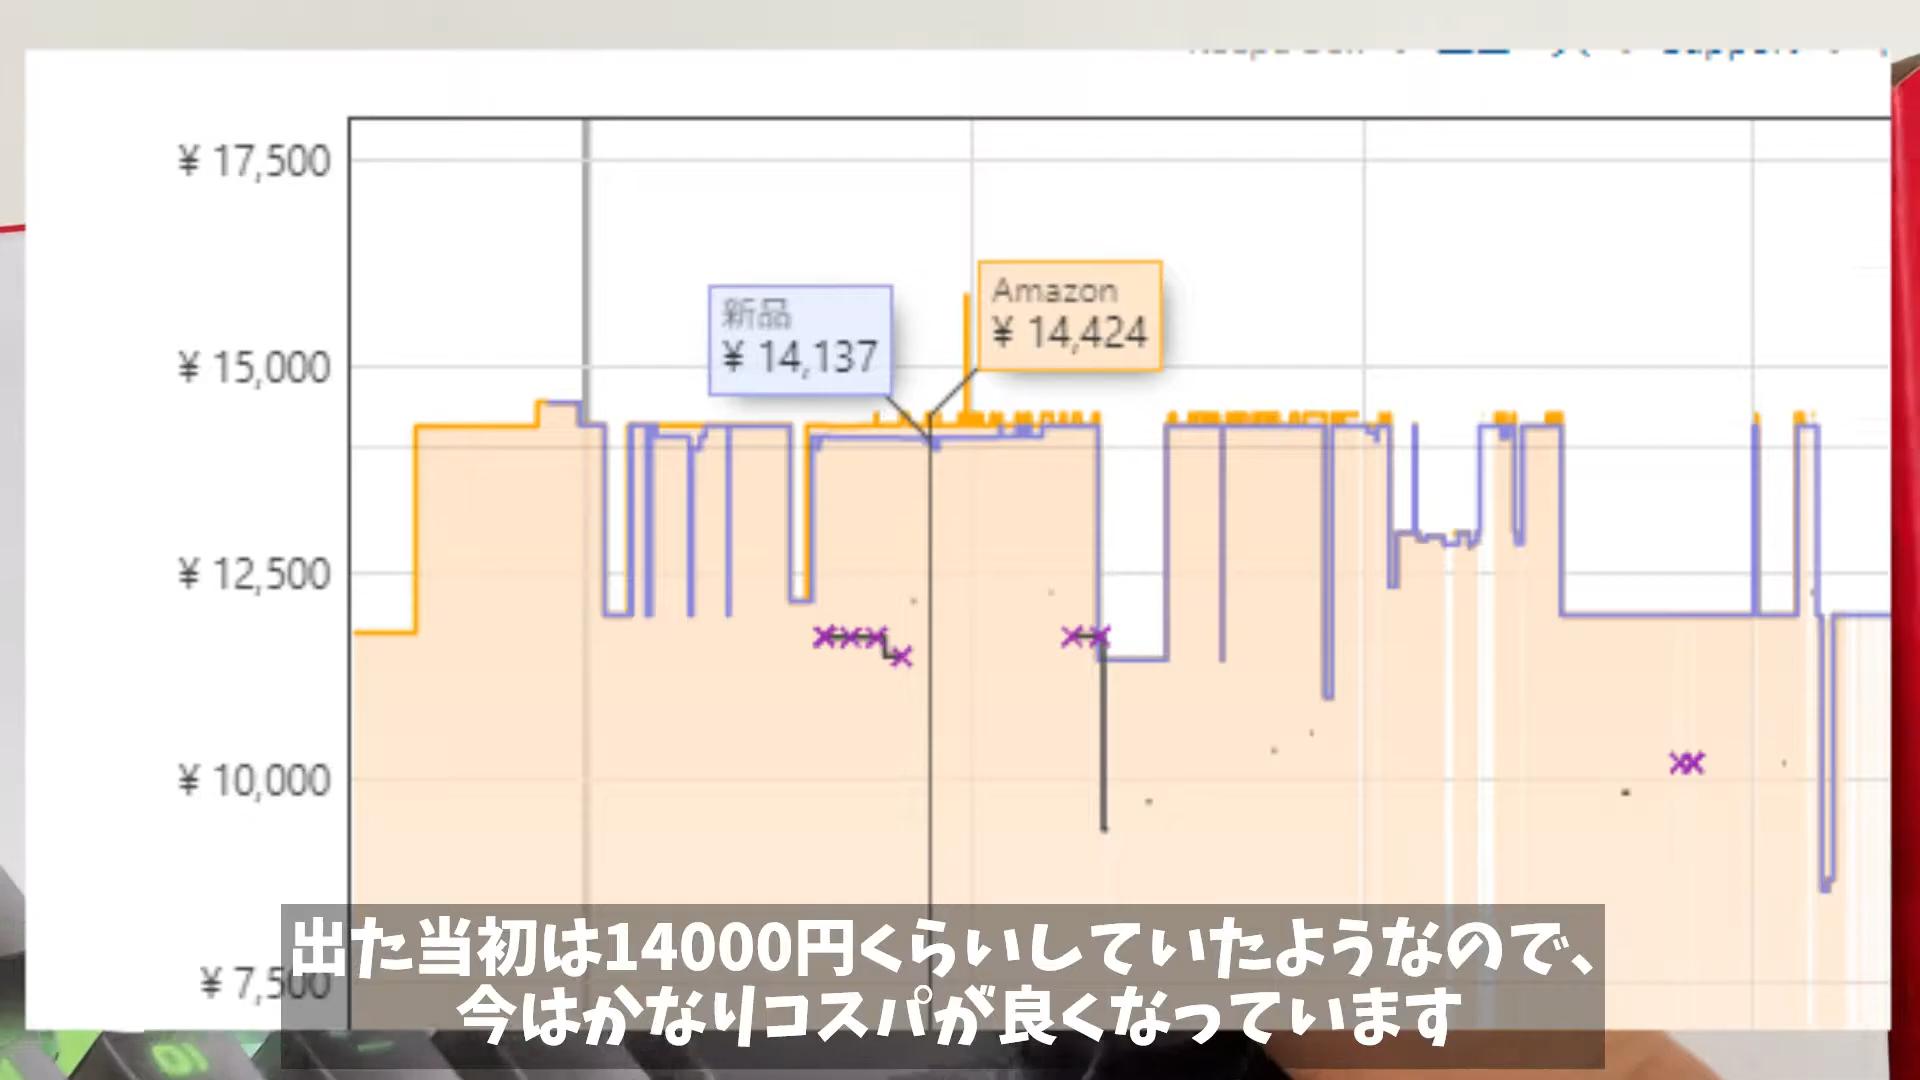 ¥ 17,500
Amazon
¥ 14,424
新品
¥ 14,137
¥ 15,000
¥ 12,500
¥ 10,000
¥ 7,500
出た当初は14000円くらいしていたようなので、
今はかなりコスパが良くなっています